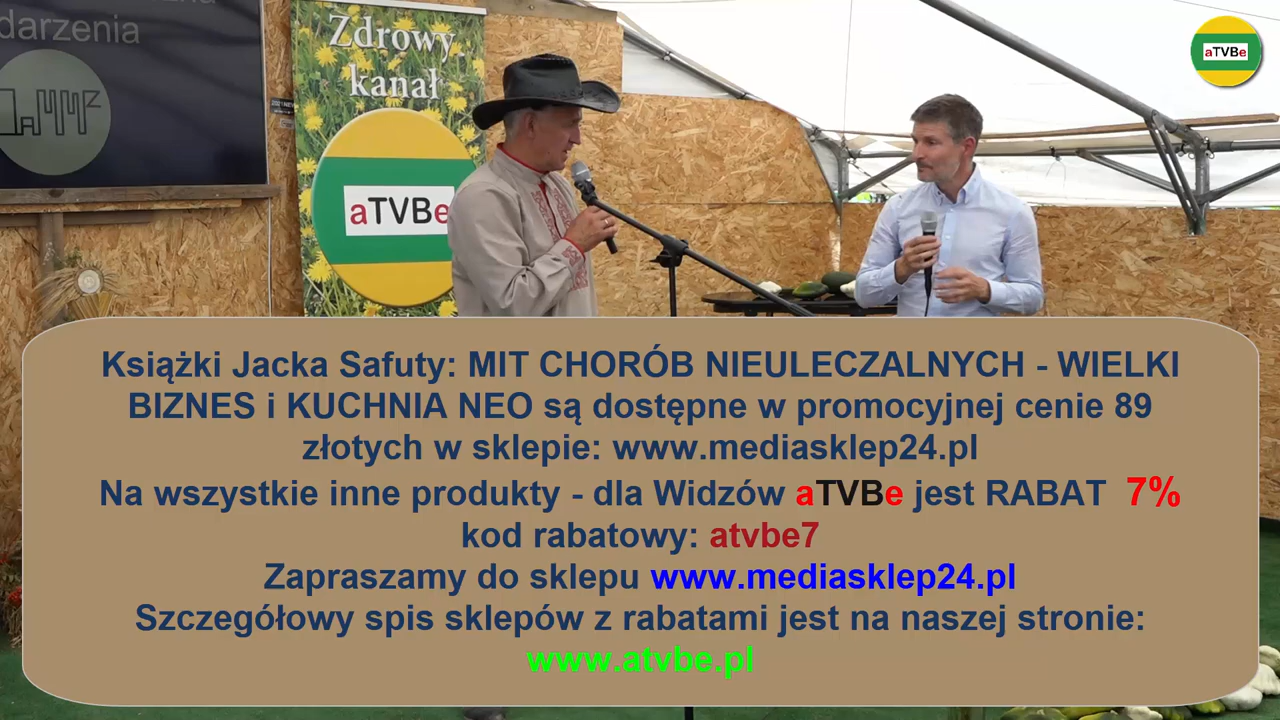 darzenia
Zdrowy
kanał
aTVBe
aTVBe
Książki Jacka Safuty: MIT CHORÓB NIEULECZALNYCH - WIELKI
BIZNES i KUCHNIA NEO są dostępne w promocyjnej cenie 89
złotych w sklepie: www.mediasklep24.pl
Na wszystkie inne produkty - dla Widzów aTVBe jest RABAT 7%
kod rabatowy: atvbe7
Zapraszamy do sklepu www.mediasklep24.pl
Szczegółowy spis sklepów z rabatami jest na naszej stronie:
www.atvbe.pl